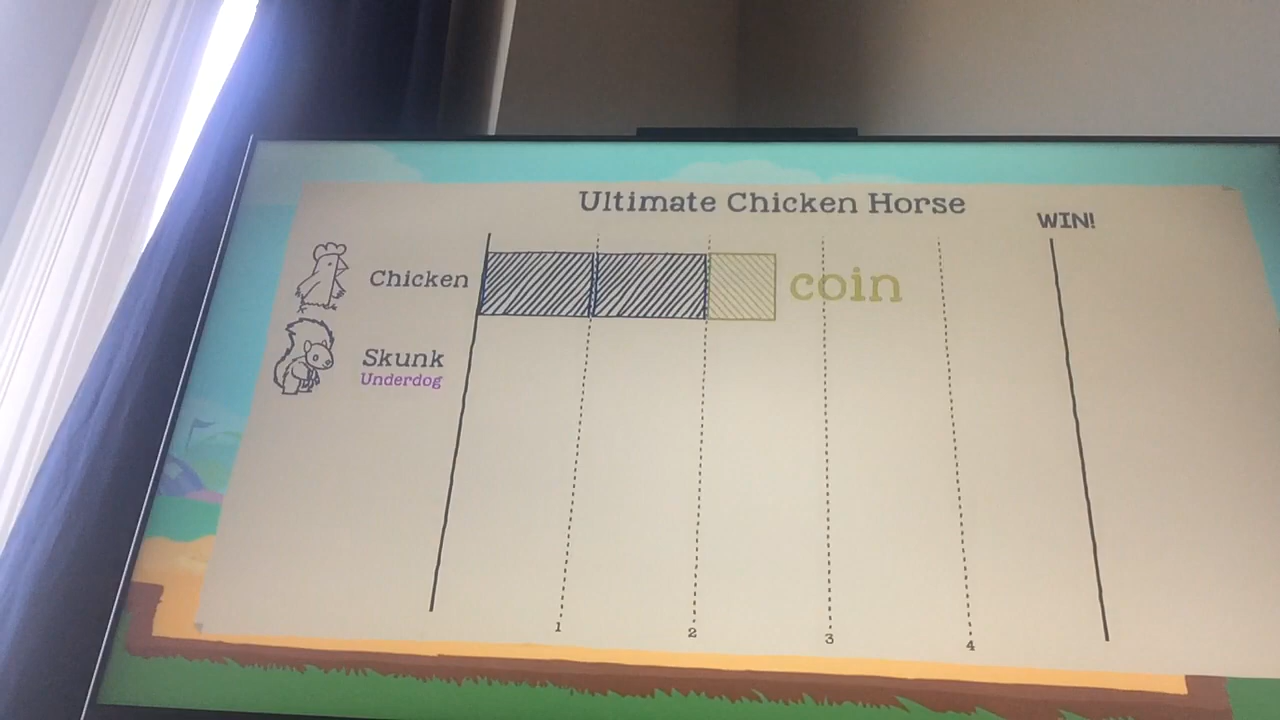 Ultimate Chicken Horse
WIN!
Chicken
coin
Skunk
Underdog
1
2
3
4